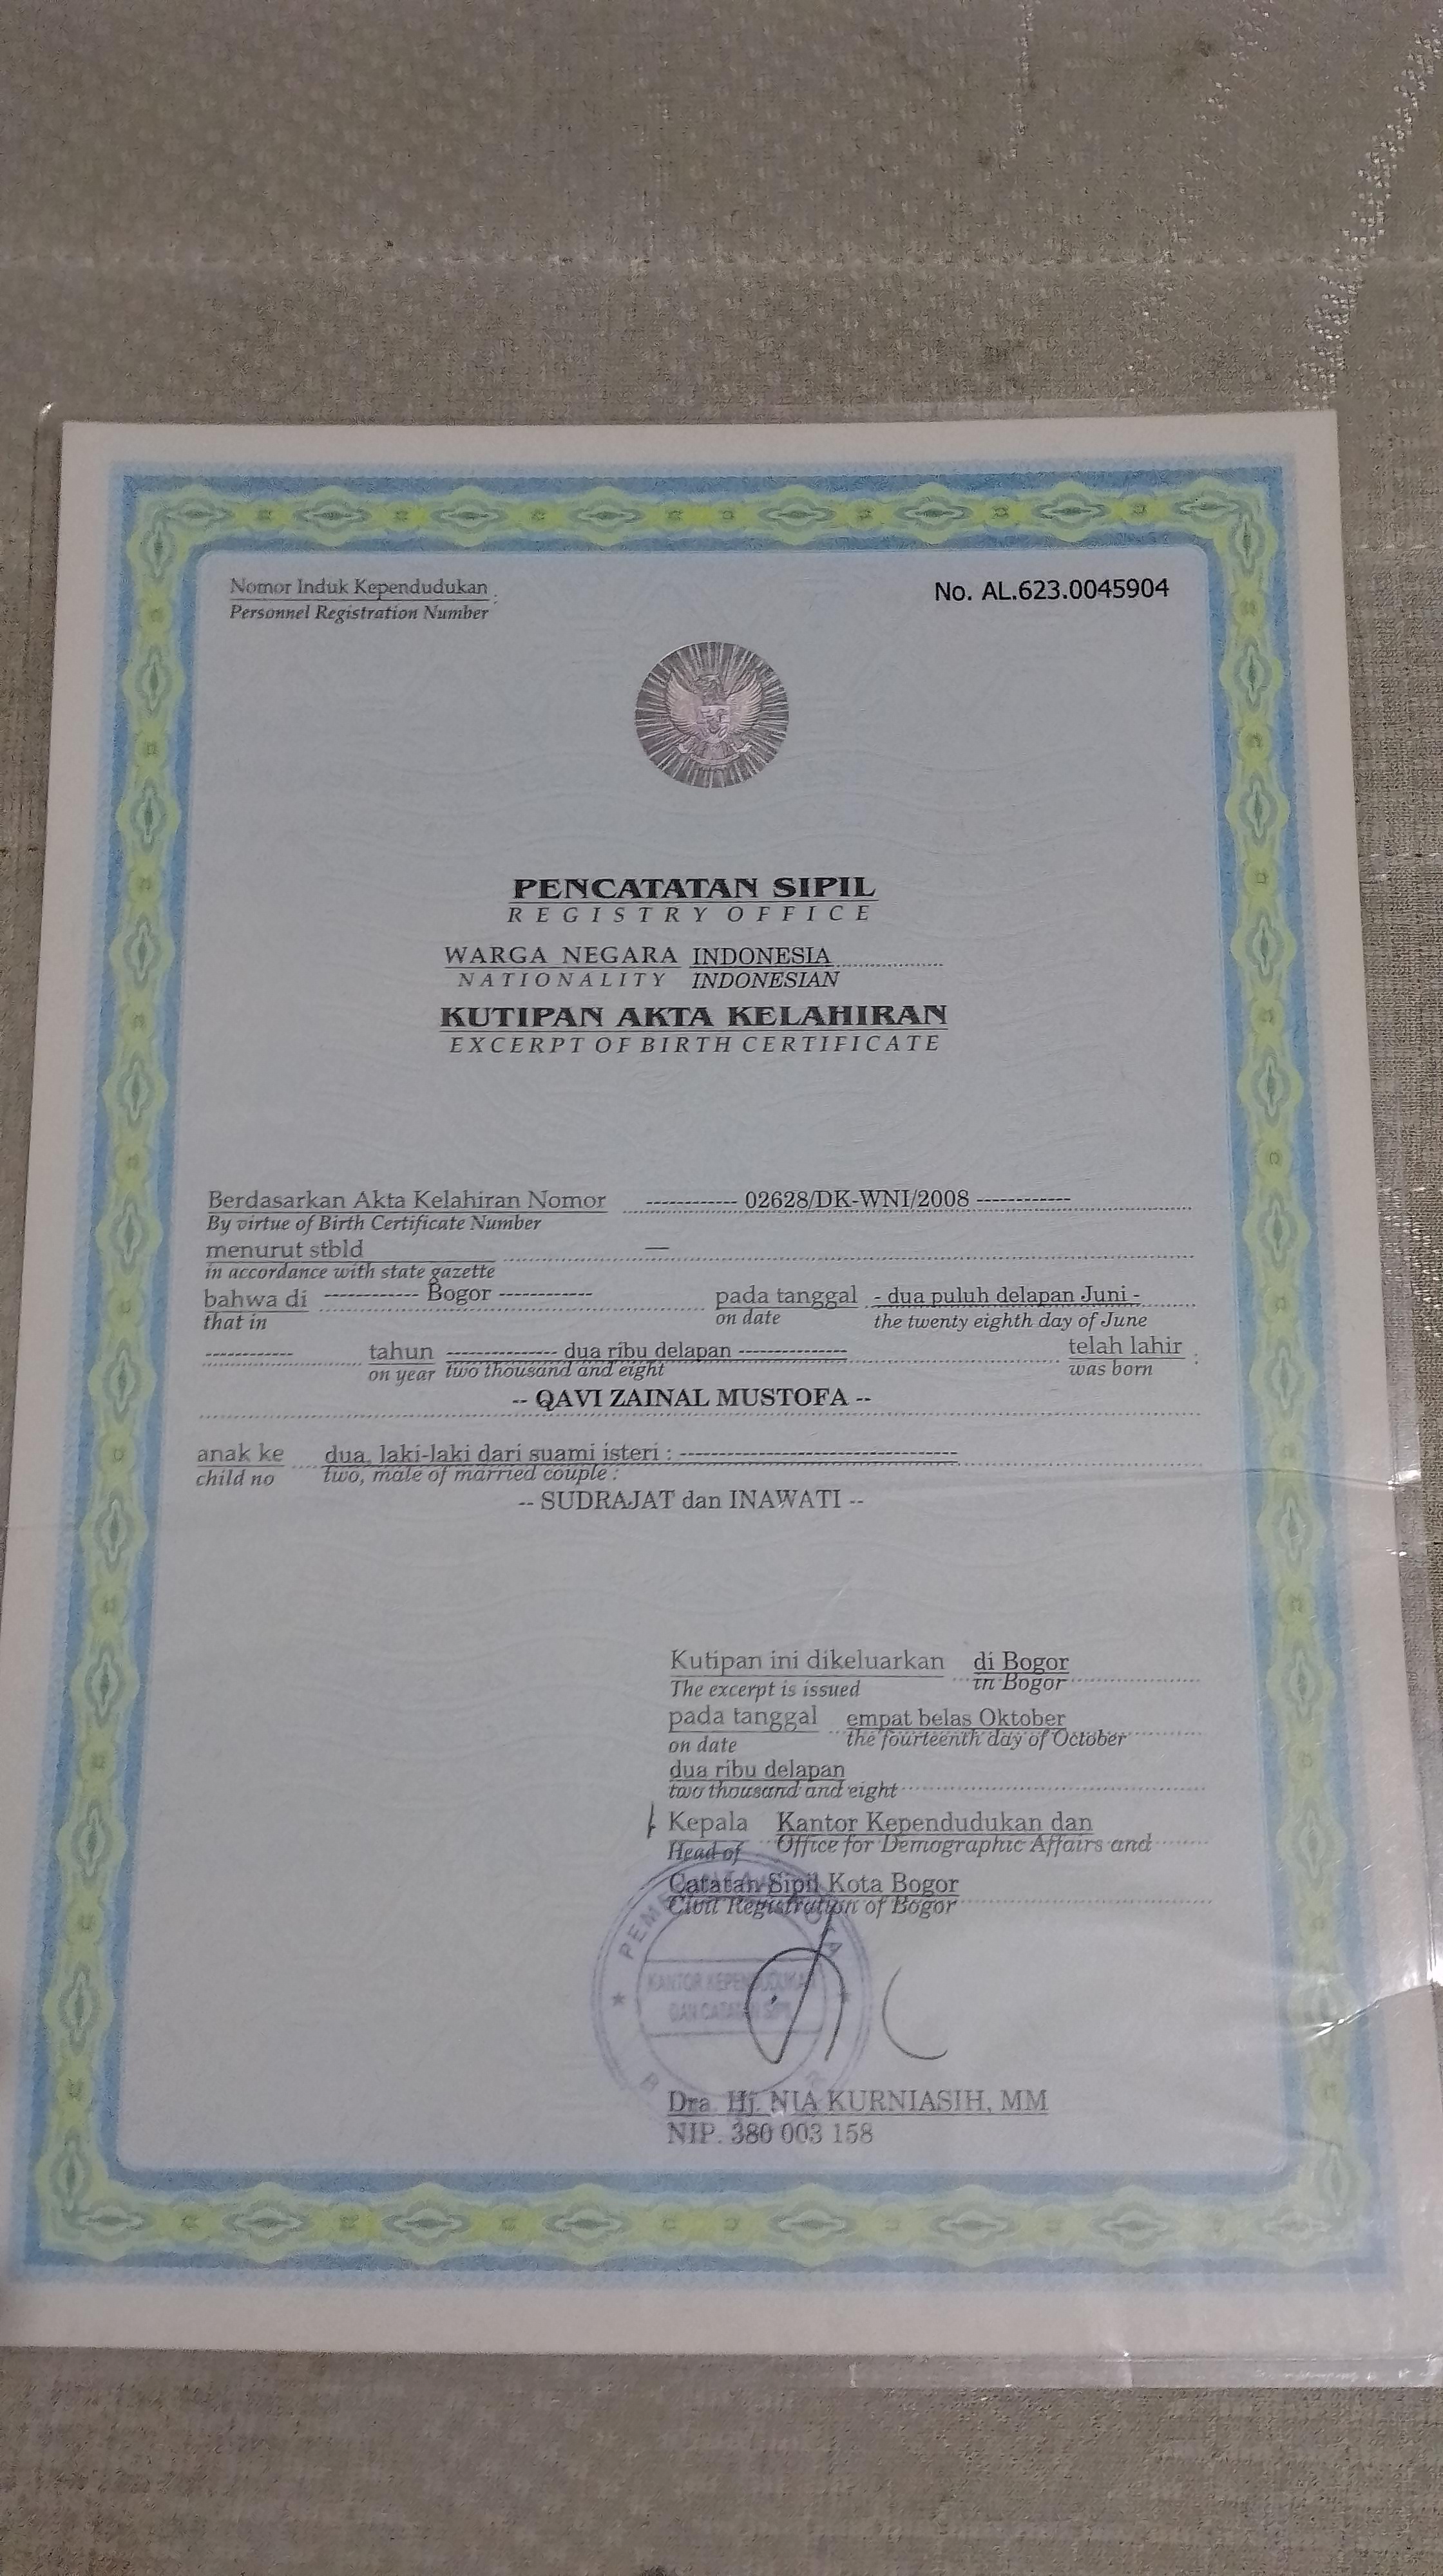 Nomor Induk Kependudukan :
Personnel Registration Number
No. AL.623.0045904
PENCATATAN SIPIL
REGISTRY OFFICE
WARGA NEGARA INDONESIA
NATIONALITY INDONESIAN
KUTIPAN AKTA KELAHIRAN
EXCERPT OF BIRTH CERTIFICATE
Berdasarkan Akta Kelahiran Nomor ------------ 02628/DK-WNI/2008 ------------
By virtue of Birth Certificate Number
menurut stbld —
in accordance with state gazette
bahwa di ------------ Bogor ------------ pada tanggal - dua puluh delapan Juni -
that in on date the twenty eighth day of June
------------ tahun -------------- dua ribu delapan -------------- telah lahir :
on year two thousand and eight was born
-- QAVI ZAINAL MUSTOFA --
anak ke dua, laki-laki dari suami isteri : -----------------------------------
child no two, male of married couple :
-- SUDRAJAT dan INAWATI --
Kutipan ini dikeluarkan di Bogor
The excerpt is issued in Bogor
pada tanggal empat belas Oktober
on date the fourteenth day of October
dua ribu delapan
two thousand and eight
Kepala Kantor Kependudukan dan
Head of Office for Demographic Affairs and
Catatan Sipil Kota Bogor
Civil Registration of Bogor
KANTOR KEPENDUDUKAN
DAN CATATAN SIPIL
Dra. Hj. NIA KURNIASIH, MM
NIP. 380 003 158